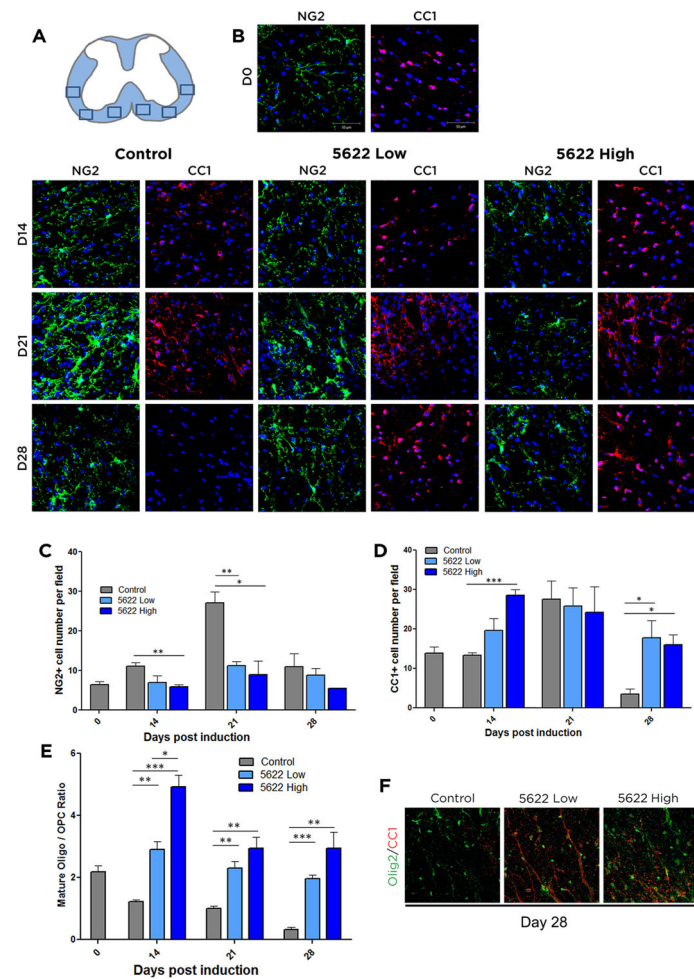 A
B
NG2 CC1
D0
Control 5622 Low 5622 High
NG2 CC1 NG2 CC1 NG2 CC1
D14
D21
D28
C
40
30
20
10
0
NG2+ cell number per field
Control
5622 Low
5622 High
**
**
*
0 14 21 28
Days post induction
D
40
30
20
10
0
CC1+ cell number per field
Control
5622 Low
5622 High
***
*
*
0 14 21 28
Days post induction
E
6
4
2
0
Mature Oligo / OPC Ratio
Control
5622 Low
5622 High
*
***
**
**
**
**
***
0 14 21 28
Days post induction
F
Control 5622 Low 5622 High
Olig2/CC1
Day 28